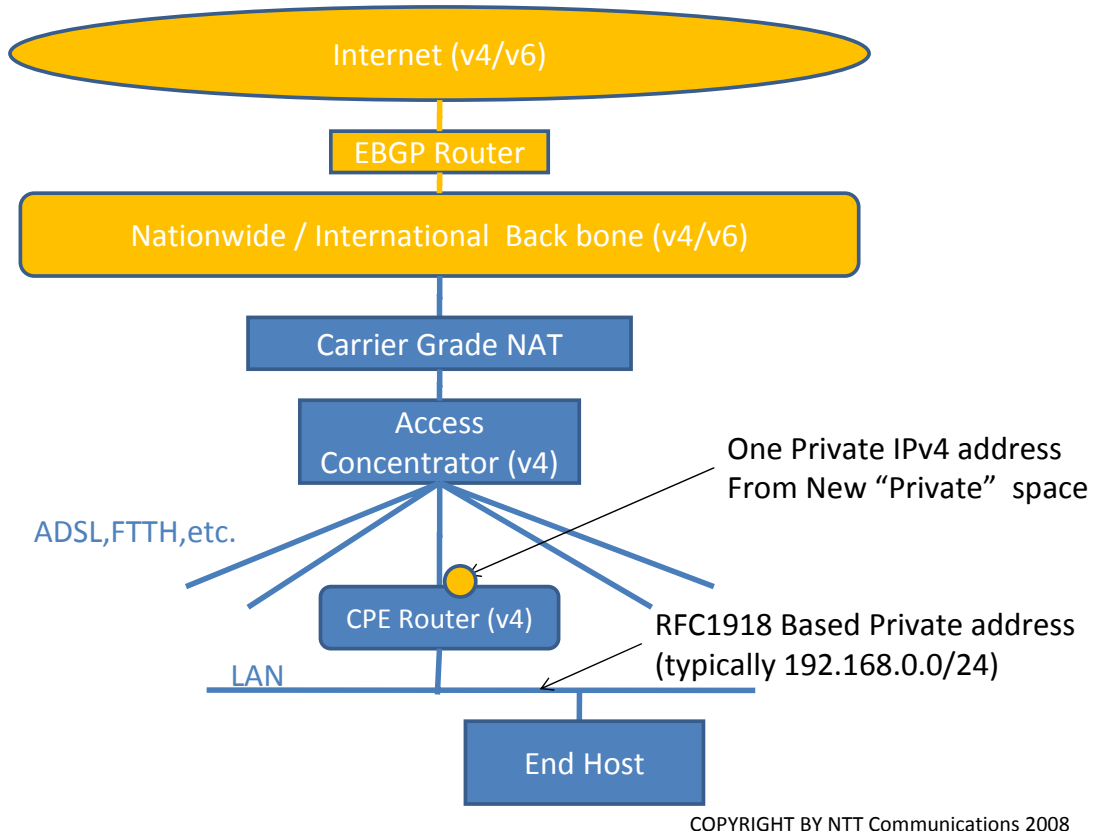 Internet (v4/v6)
EBGP Router
Nationwide / International Back bone (v4/v6)
Carrier Grade NAT
Access
Concentrator (v4)
One Private IPv4 address
From New “Private” space
ADSL,FTTH,etc.
CPE Router (v4)
RFC1918 Based Private address
(typically 192.168.0.0/24)
LAN
End Host
COPYRIGHT BY NTT Communications 2008